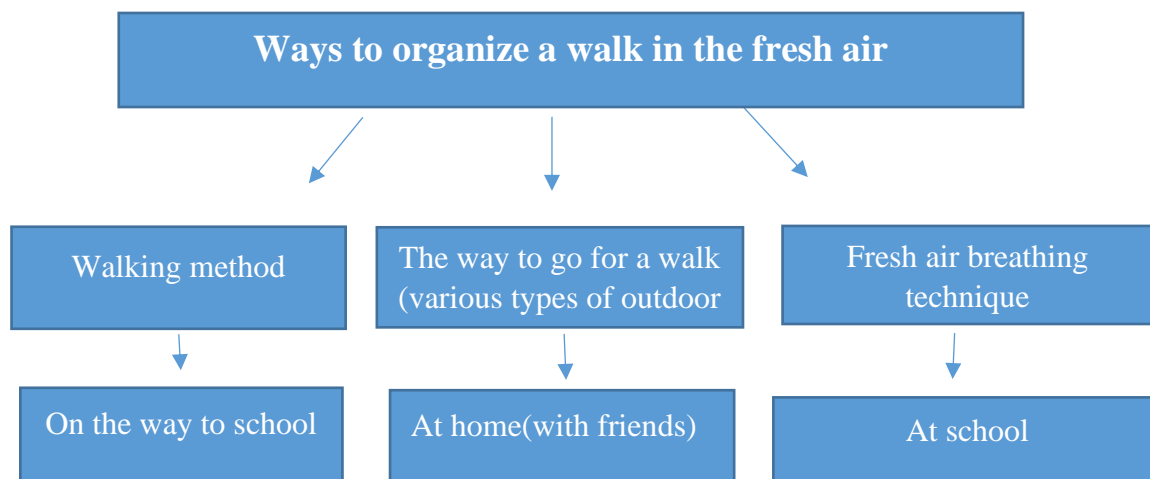 Ways to organize a walk in the fresh air
Walking method
The way to go for a walk
(various types of outdoor
Fresh air breathing
technique
On the way to school
At home(with friends)
At school